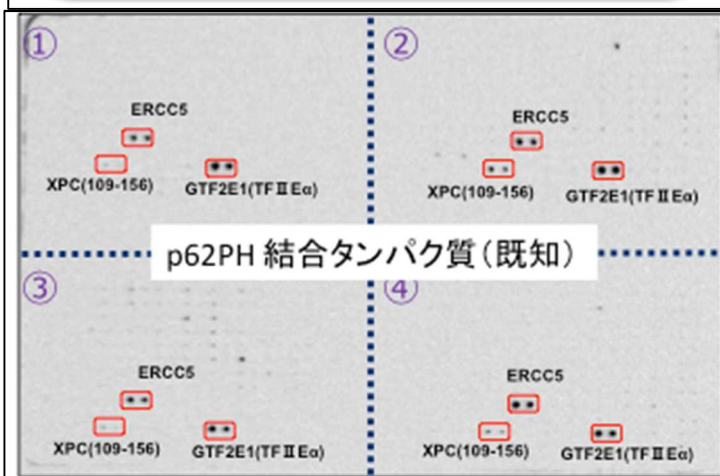 ①
②
ERCC5
ERCC5
XPC(109-156)
GTF2E1(TFⅡEα)
XPC(109-156)
GTF2E1(TFⅡEα)
p62PH 結合タンパク質(既知)
③
④
ERCC5
ERCC5
XPC(109-156)
GTF2E1(TFⅡEα)
XPC(109-156)
GTF2E1(TFⅡEα)